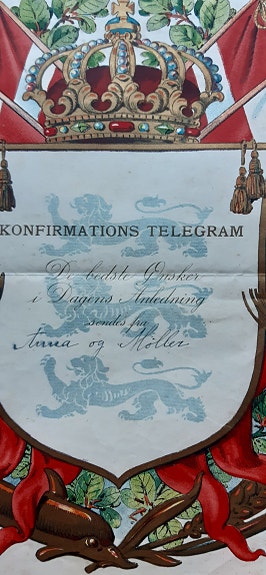 KONFIRMATIONS TELEGRAM
De bedste Ønsker
i Dagens Anledning
sendes fra
Anna og Møller